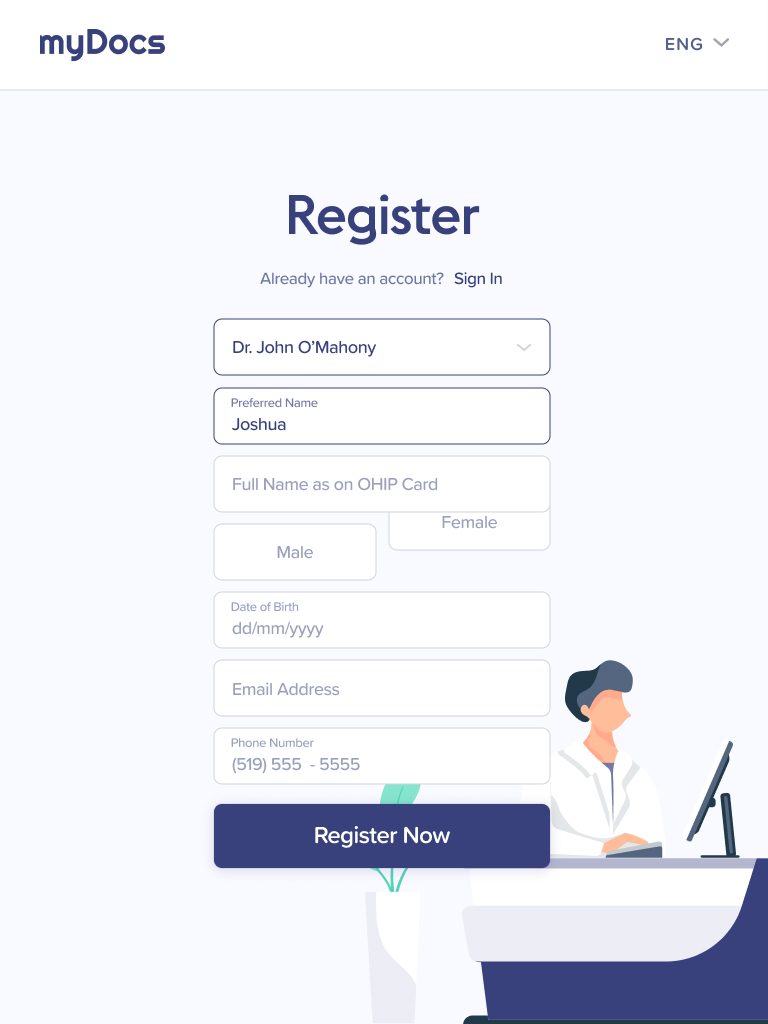 myDocs
ENG
Register
Already have an account? Sign In
Dr. John O’Mahony
Preferred Name
Joshua
Full Name as on OHIP Card
Male
Female
Date of Birth
dd/mm/yyyy
Email Address
Phone Number
(519) 555 - 5555
Register Now